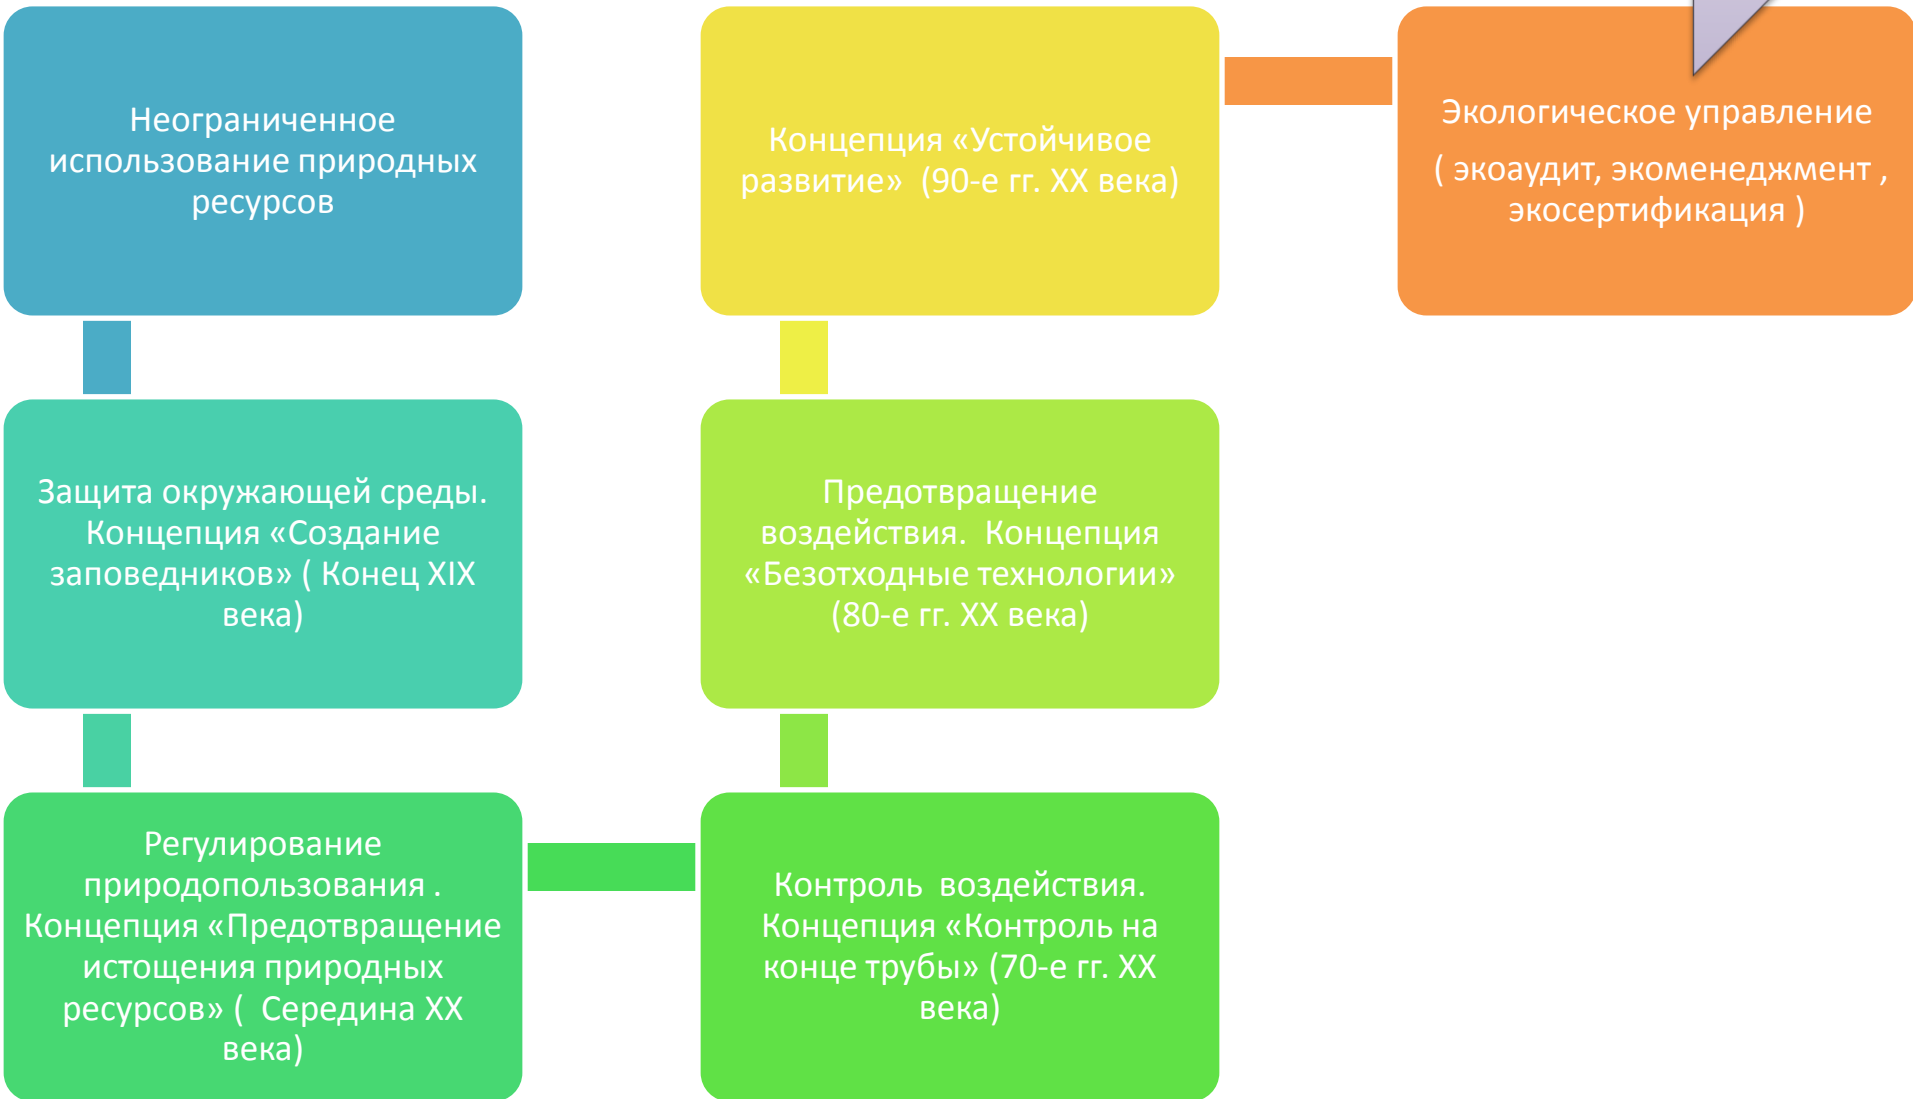 Неограниченное
использование природных
ресурсов
Защита окружающей среды.
Концепция «Создание
заповедников» ( Конец XIX
века)
Регулирование
природопользования .
Концепция «Предотвращение
истощения природных
ресурсов» (  Середина XX
века)
Контроль  воздействия.
Концепция «Контроль на
конце трубы» (70-е гг. XX
века)
Предотвращение
воздействия.  Концепция
«Безотходные технологии»
(80-е гг. XX века)
Концепция «Устойчивое
развитие»  (90-е гг. XX века)
Экологическое управление
( экоаудит, экоменеджмент ,
экосертификация )